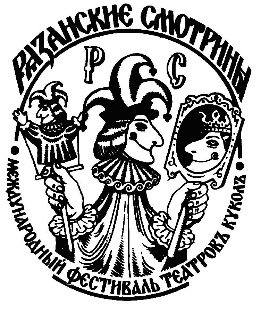 РЯЗАНСКИЕ СМОТРИНЫ
Р С
• МЕЖДУНАРОДНЫЙ ФЕСТИВАЛЬ ТЕАТРОВЪ КУКОЛЪ •